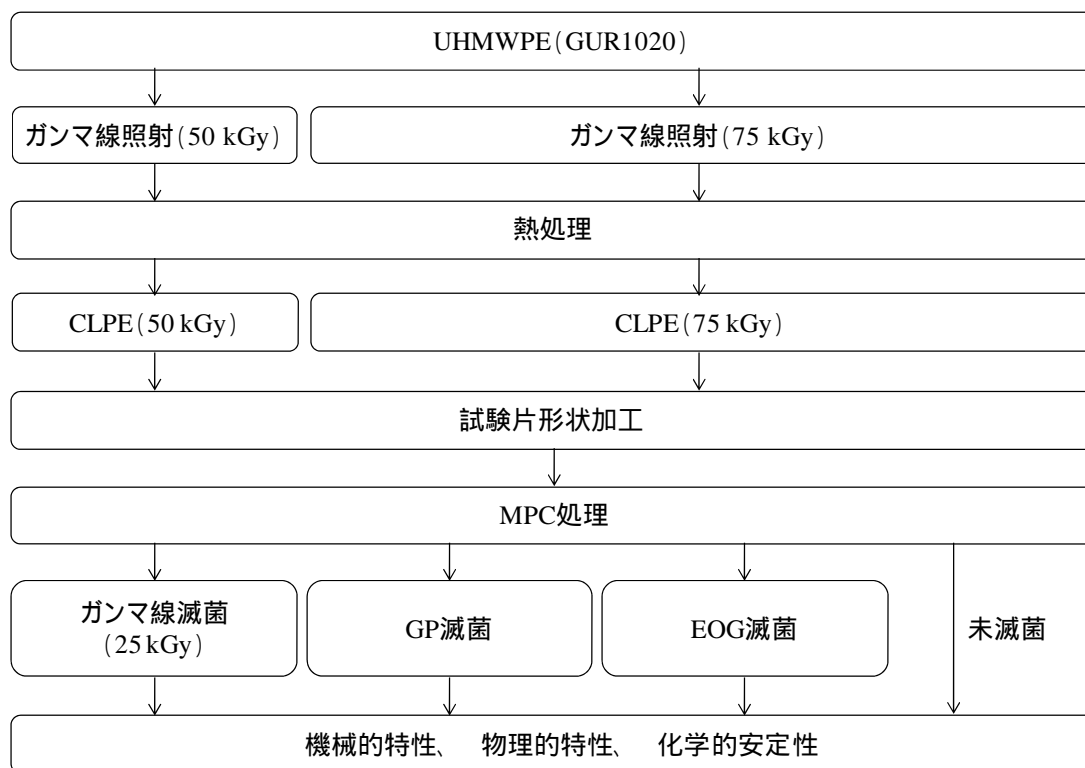 UHMWPE(GUR1020)
ガンマ線照射(50 kGy)
ガンマ線照射(75 kGy)
熱処理
CLPE(50 kGy)
CLPE(75 kGy)
試験片形状加工
MPC処理
ガンマ線滅菌
(25 kGy)
GP滅菌
EOG滅菌
未滅菌
機械的特性、 物理的特性、 化学的安定性